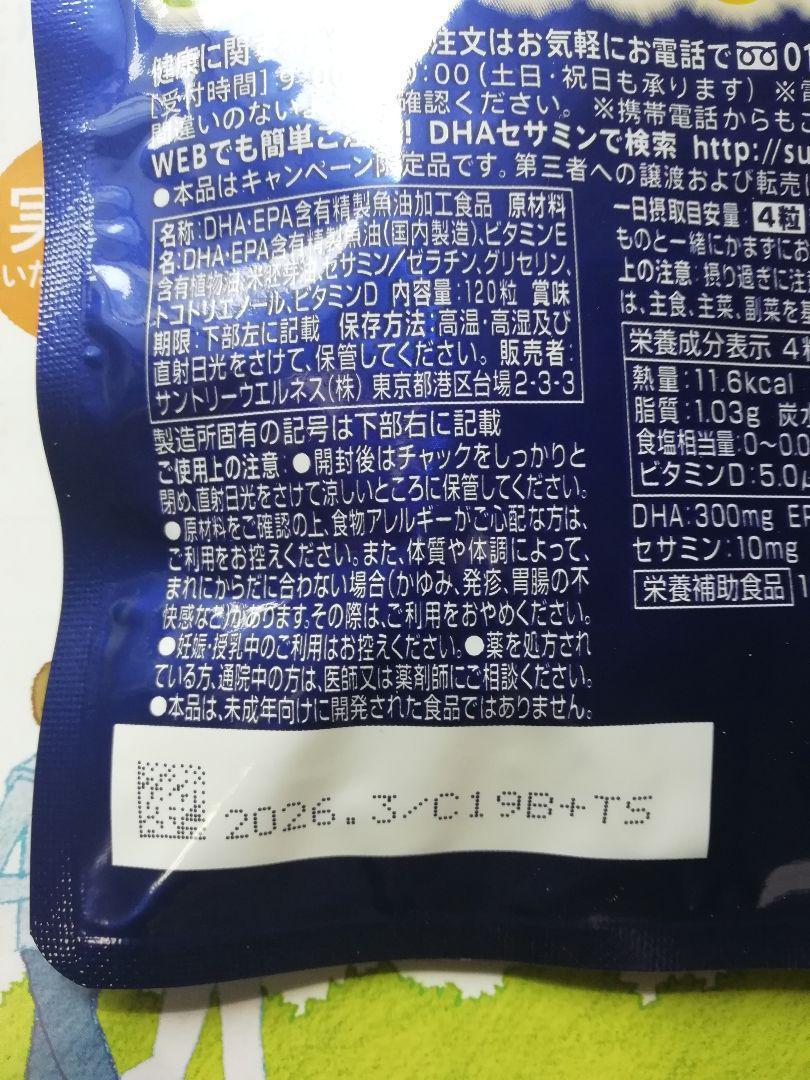 健康に関
注文はお気軽にお電話で
[受付時間]
0:00(土日・祝日も承ります) ※
間違いのない
確認ください。 ※携帯電話からも
WEBでも簡単ご
! DHAセサミンで検索 http://su
●本品はキャンペーン限定品です。第三者への譲渡および転売
名称:DHA・EPA含有精製魚油加工食品 原材料
名:DHA・EPA含有精製魚油(国内製造)、ビタミンE
含有植物油、米胚芽油、セサミン/ゼラチン、グリセリン、
トコトリエノール、ビタミンD 内容量:120粒 賞味
期限:下部左に記載 保存方法:高温・高湿及び
直射日光をさけて、保管してください。 販売者:
サントリーウエルネス(株) 東京都港区台場2-3-3
製造所固有の記号は下部右に記載
ご使用上の注意:●開封後はチャックをしっかりと
閉め、直射日光をさけて涼しいところに保管してください。
●原材料をご確認の上、食物アレルギーがご心配な方は、
ご利用をお控えください。また、体質や体調によって、
まれにからだに合わない場合(かゆみ、発疹、胃腸の不
快感など)があります。その際は、ご利用をおやめください。
●妊娠・授乳中のご利用はお控えください。●薬を処方され
ている方、通院中の方は、医師又は薬剤師にご相談ください。
●本品は、未成年向けに開発された食品ではありません。
一日摂取目安量:4粒
ものと一緒にかまずにお
上の注意:摂り過ぎに注
は、主食、主菜、副菜を
栄養成分表示 4粒
熱量:11.6kcal
脂質:1.03g 炭水
食塩相当量:0～0.0
ビタミンD:5.0μ
DHA:300mg EP
セサミン:10mg
栄養補助食品
2026.3/C19B+TS
実
いた